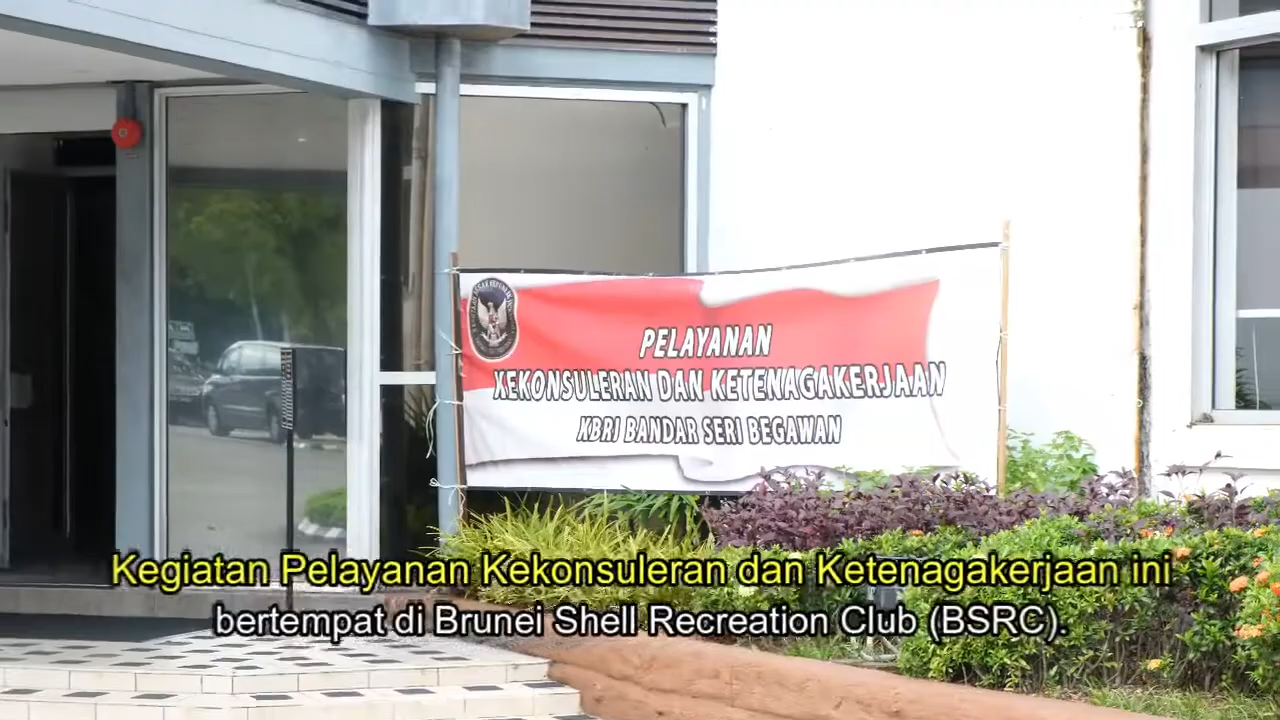 PELAYANAN
KEKONSULERAN DAN KETENAGAKERJAAN
KBRI BANDAR SERI BEGAWAN
Kegiatan Pelayanan Kekonsuleran dan Ketenagakerjaan ini
bertempat di Brunei Shell Recreation Club (BSRC).